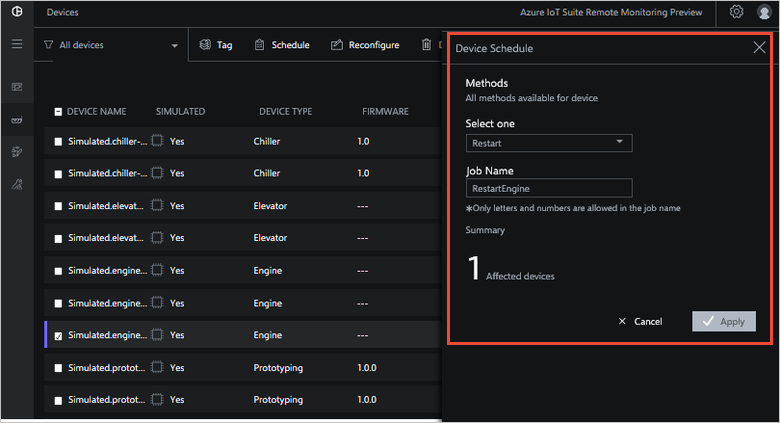 Devices
Azure IoT Suite Remote Monitoring Preview
All devices
Tag
Schedule
Reconfigure
Device Schedule
Methods
All methods available for device
Select one
Restart
Job Name
RestartEngine
*Only letters and numbers are allowed in the job name
Summary
1 Affected devices
Cancel
Apply
DEVICE NAME SIMULATED DEVICE TYPE FIRMWARE
Simulated.chiller-... Yes Chiller 1.0
Simulated.chiller-... Yes Chiller 1.0
Simulated.elevat... Yes Elevator ---
Simulated.elevat... Yes Elevator ---
Simulated.engine... Yes Engine ---
Simulated.engine... Yes Engine ---
Simulated.engine... Yes Engine ---
Simulated.protot... Yes Prototyping 1.0.0
Simulated.protot... Yes Prototyping 1.0.0